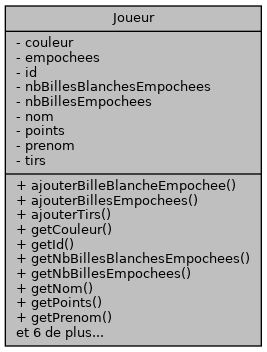 Joueur
- couleur
- empochees
- id
- nbBillesBlanchesEmpochees
- nbBillesEmpochees
- nom
- points
- prenom
- tirs
+ ajouterBilleBlancheEmpochee()
+ ajouterBillesEmpochees()
+ ajouterTirs()
+ getCouleur()
+ getId()
+ getNbBillesBlanchesEmpochees()
+ getNbBillesEmpochees()
+ getNom()
+ getPoints()
+ getPrenom()
et 6 de plus...